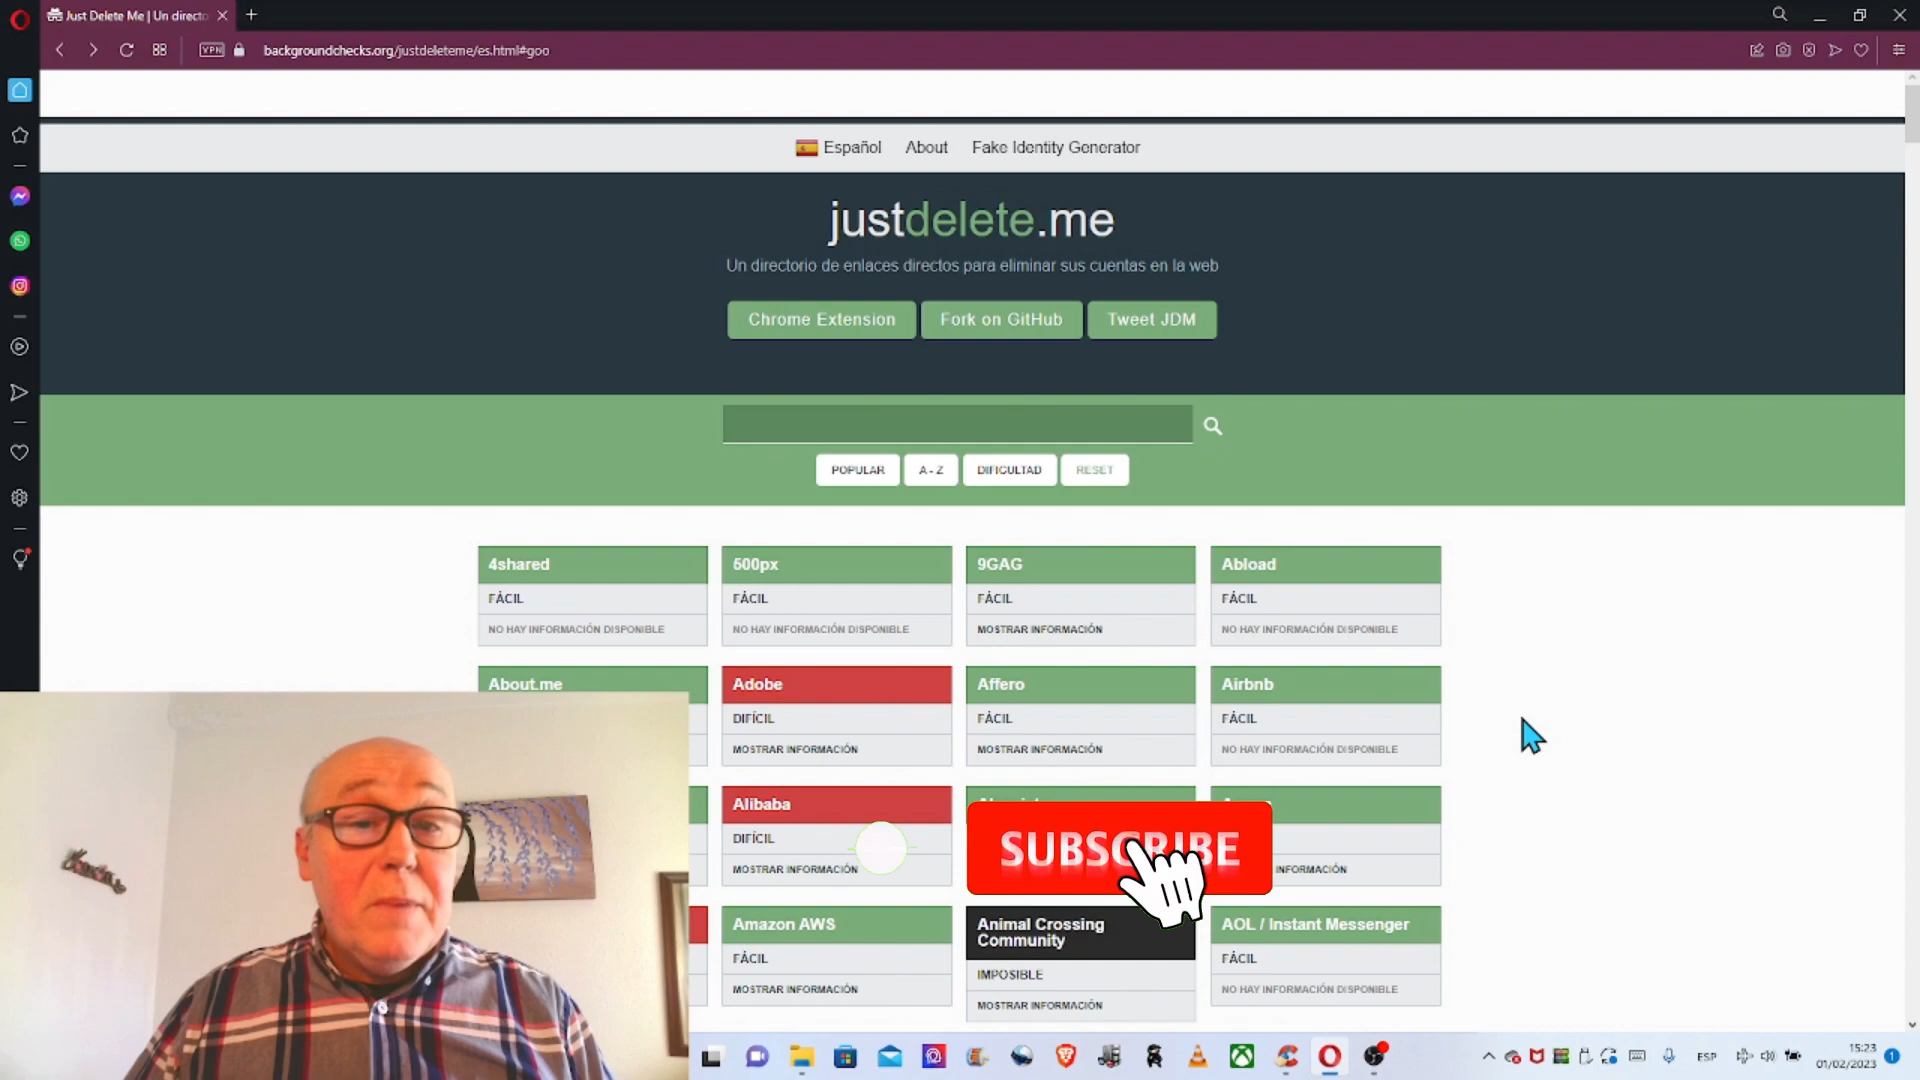 Just Delete Me | Un directo
VPN
backgroundchecks.org/justdeleteme/es.html#goo
Español About Fake Identity Generator
justdelete.me
Un directorio de enlaces directos para eliminar sus cuentas en la web
Chrome Extension Fork on GitHub Tweet JDM
POPULAR A - Z DIFICULTAD RESET
4shared 500px 9GAG Abload
FÁCIL FÁCIL FÁCIL FÁCIL
NO HAY INFORMACIÓN DISPONIBLE NO HAY INFORMACIÓN DISPONIBLE MOSTRAR INFORMACIÓN NO HAY INFORMACIÓN DISPONIBLE
About.me Adobe Affero Airbnb
DIFÍCIL FÁCIL FÁCIL
MOSTRAR INFORMACIÓN MOSTRAR INFORMACIÓN NO HAY INFORMACIÓN DISPONIBLE
Alibaba
DIFÍCIL
SUBSCRIBE
MOSTRAR INFORMACIÓN INFORMACIÓN
Amazon AWS Animal Crossing AOL / Instant Messenger
Community
FÁCIL IMPOSIBLE FÁCIL
MOSTRAR INFORMACIÓN MOSTRAR INFORMACIÓN NO HAY INFORMACIÓN DISPONIBLE
ESP
15:23
01/02/2023
1